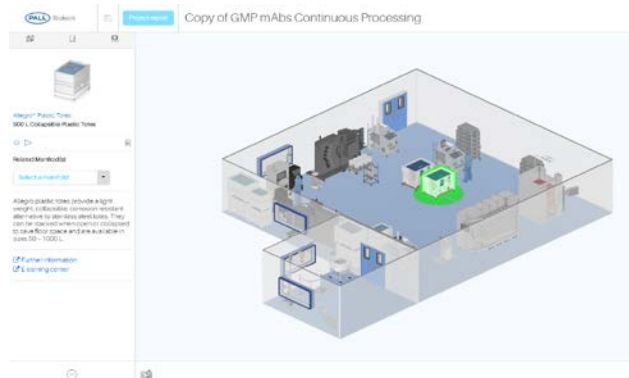 PALL Biotech
Project menu
Copy of GMP mAbs Continuous Processing
Allegro™ Plastic Totes
500 L Collapsible Plastic Totes
Related Manifold(s)
Select a manifold
Allegro plastic totes provide a light
weight, collapsible, corrosion resistant
alternative to stainless steel totes. They
can be stacked when open or collapsed
to save floor space and are available in
sizes 50 – 1000 L.
Further information
E learning center